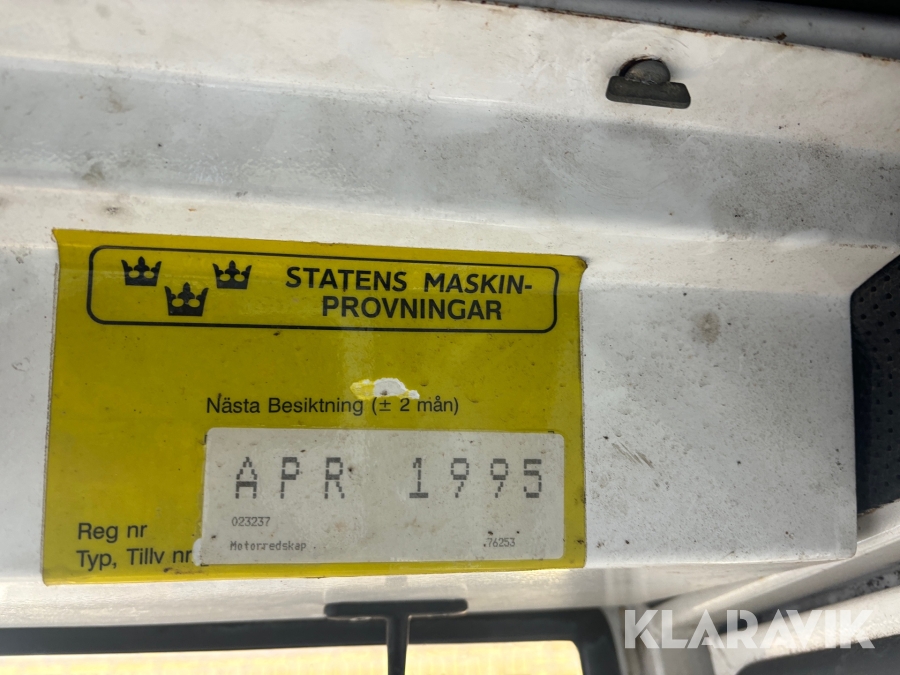 STATENS MASKIN-
PROVNINGAR
Nästa Besiktning (± 2 mån)
APR 1995
Reg nr 023237
Typ, Tillv nr Motorredskap 76253
KLARAVIK